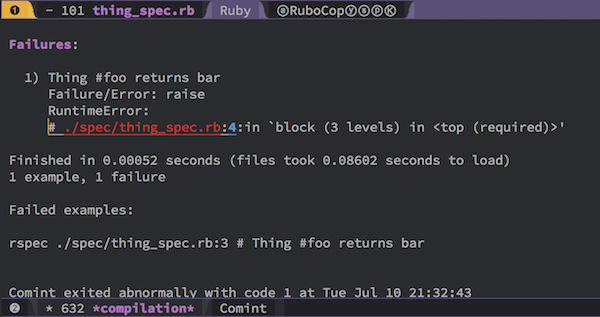 ❶ - 101 thing_spec.rb Ruby ⓐRuboCopⓨⓢⓟⓀ
Failures:
1) Thing #foo returns bar
Failure/Error: raise
RuntimeError:
# ./spec/thing_spec.rb:4:in `block (3 levels) in <top (required)>'
Finished in 0.00052 seconds (files took 0.08602 seconds to load)
1 example, 1 failure
Failed examples:
rspec ./spec/thing_spec.rb:3 # Thing #foo returns bar
Comint exited abnormally with code 1 at Tue Jul 10 21:32:43
❷ * 632 *compilation* Comint